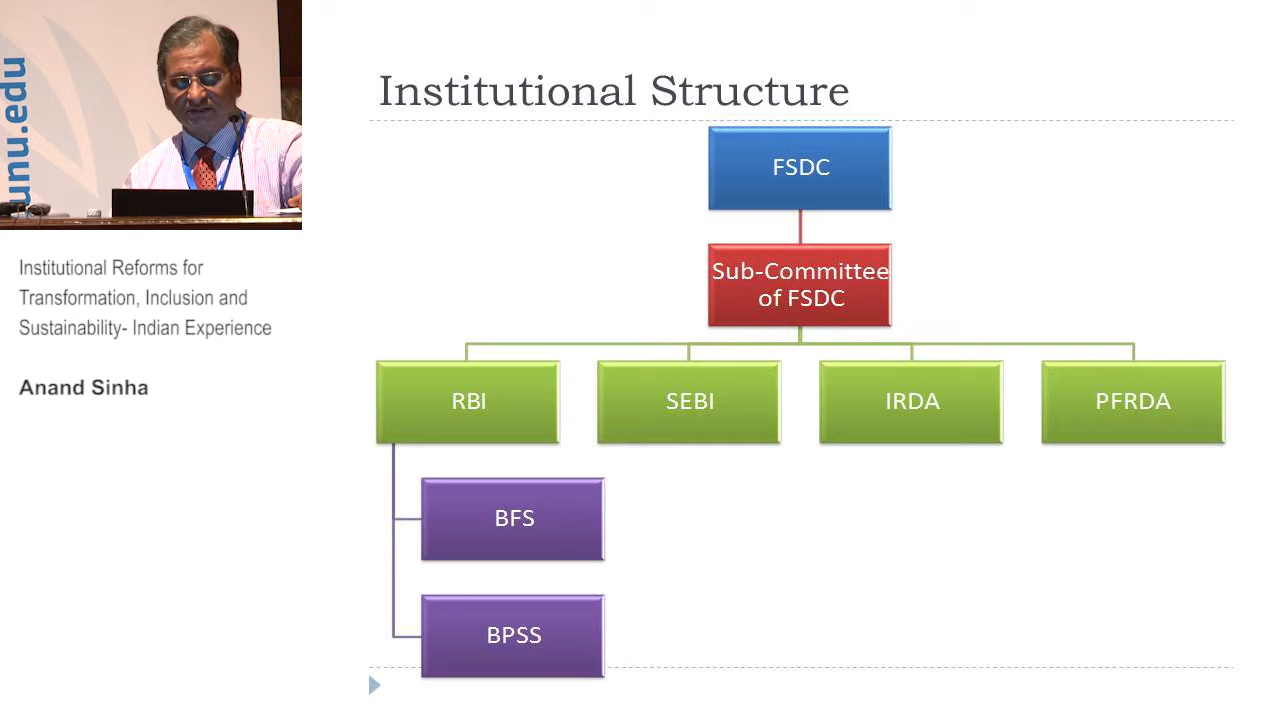 unu.edu
Institutional Reforms for
Transformation, Inclusion and
Sustainability- Indian Experience
Anand Sinha
Institutional Structure
FSDC
Sub-Committee
of FSDC
RBI
SEBI
IRDA
PFRDA
BFS
BPSS